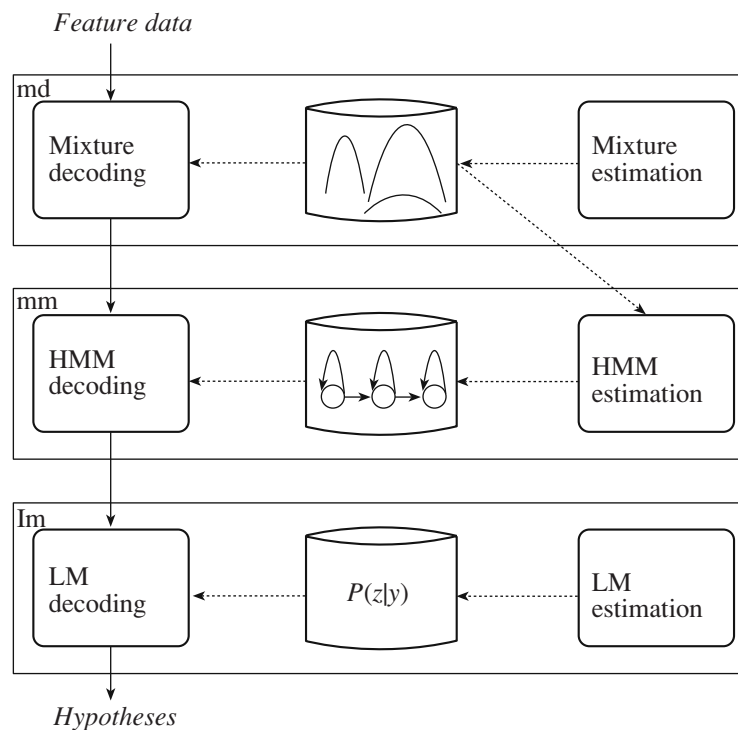 Feature data
md
Mixture
decoding
Mixture
estimation
mm
HMM
decoding
HMM
estimation
lm
LM
decoding
P(z|y)
LM
estimation
Hypotheses